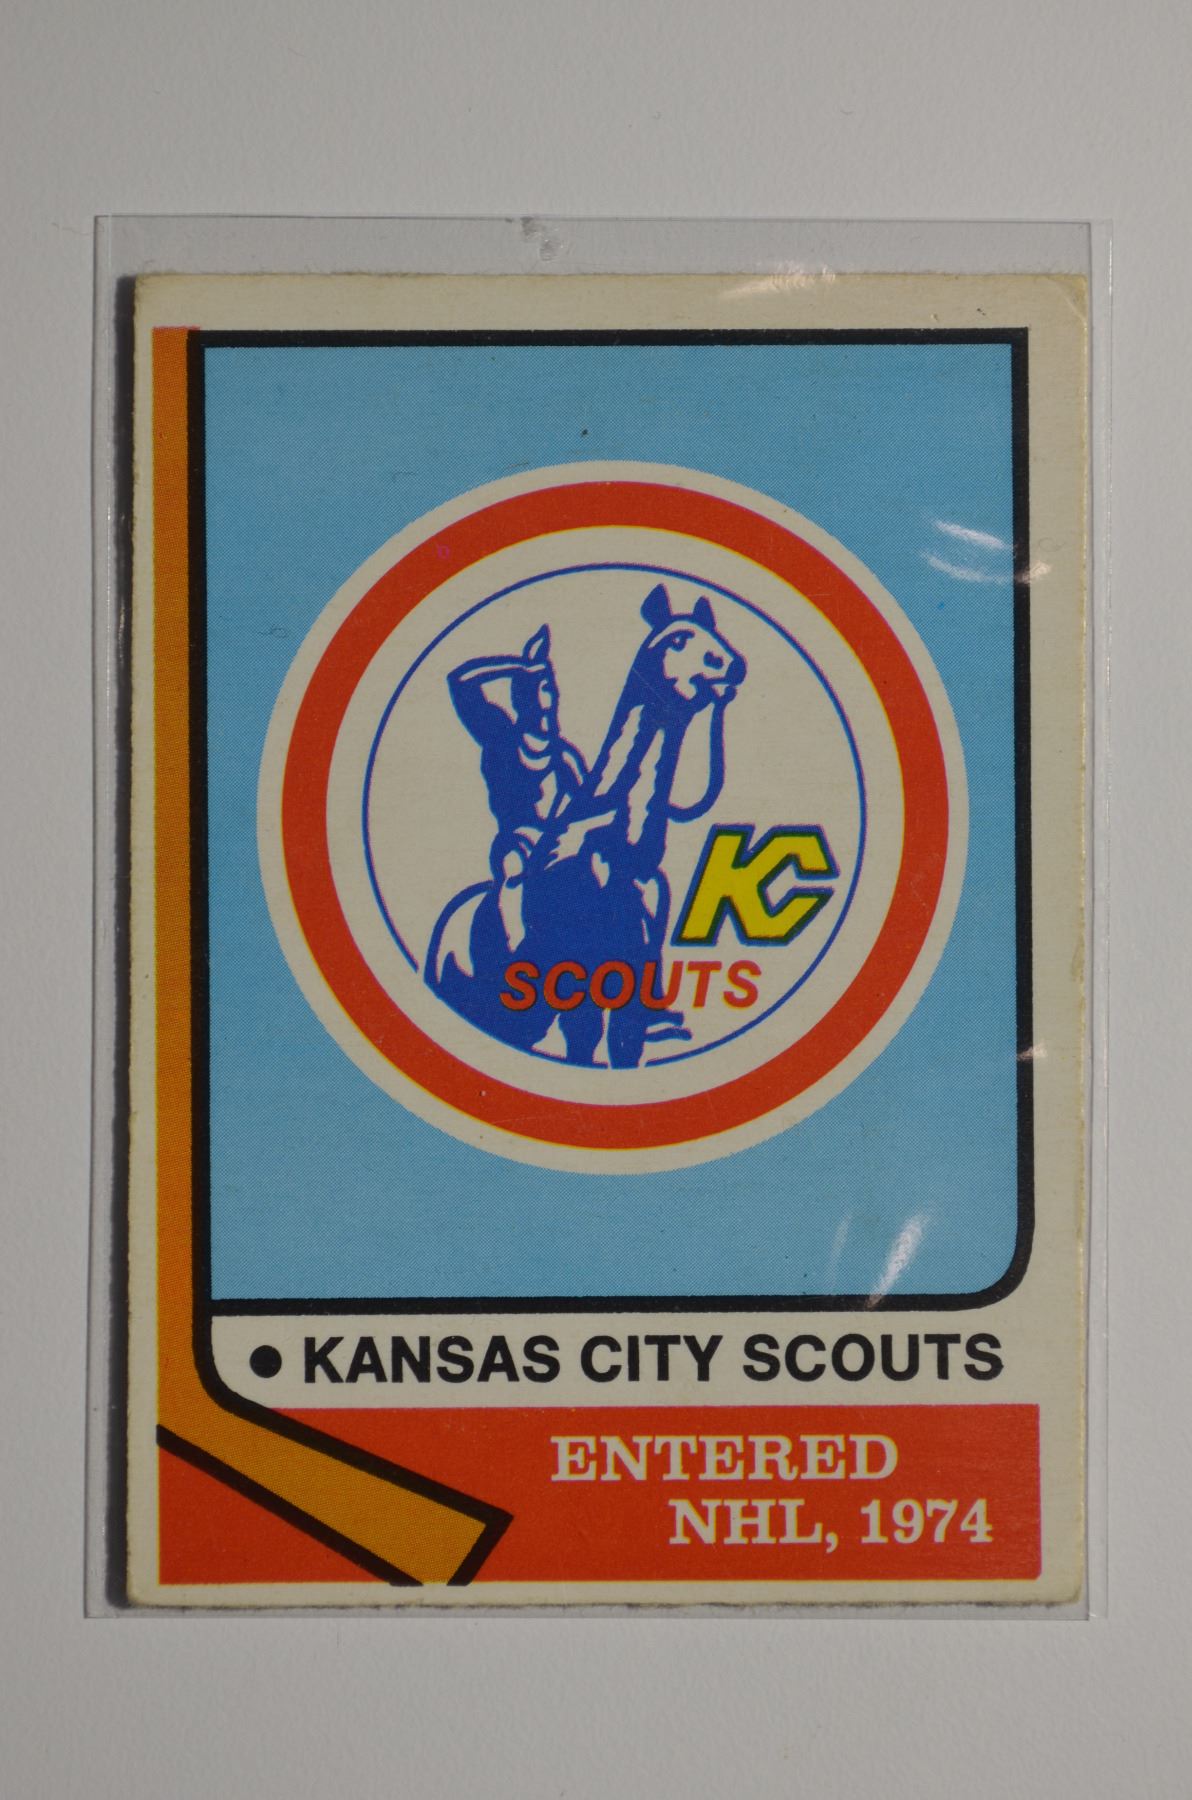 KC
SCOUTS
• KANSAS CITY SCOUTS
ENTERED
NHL, 1974